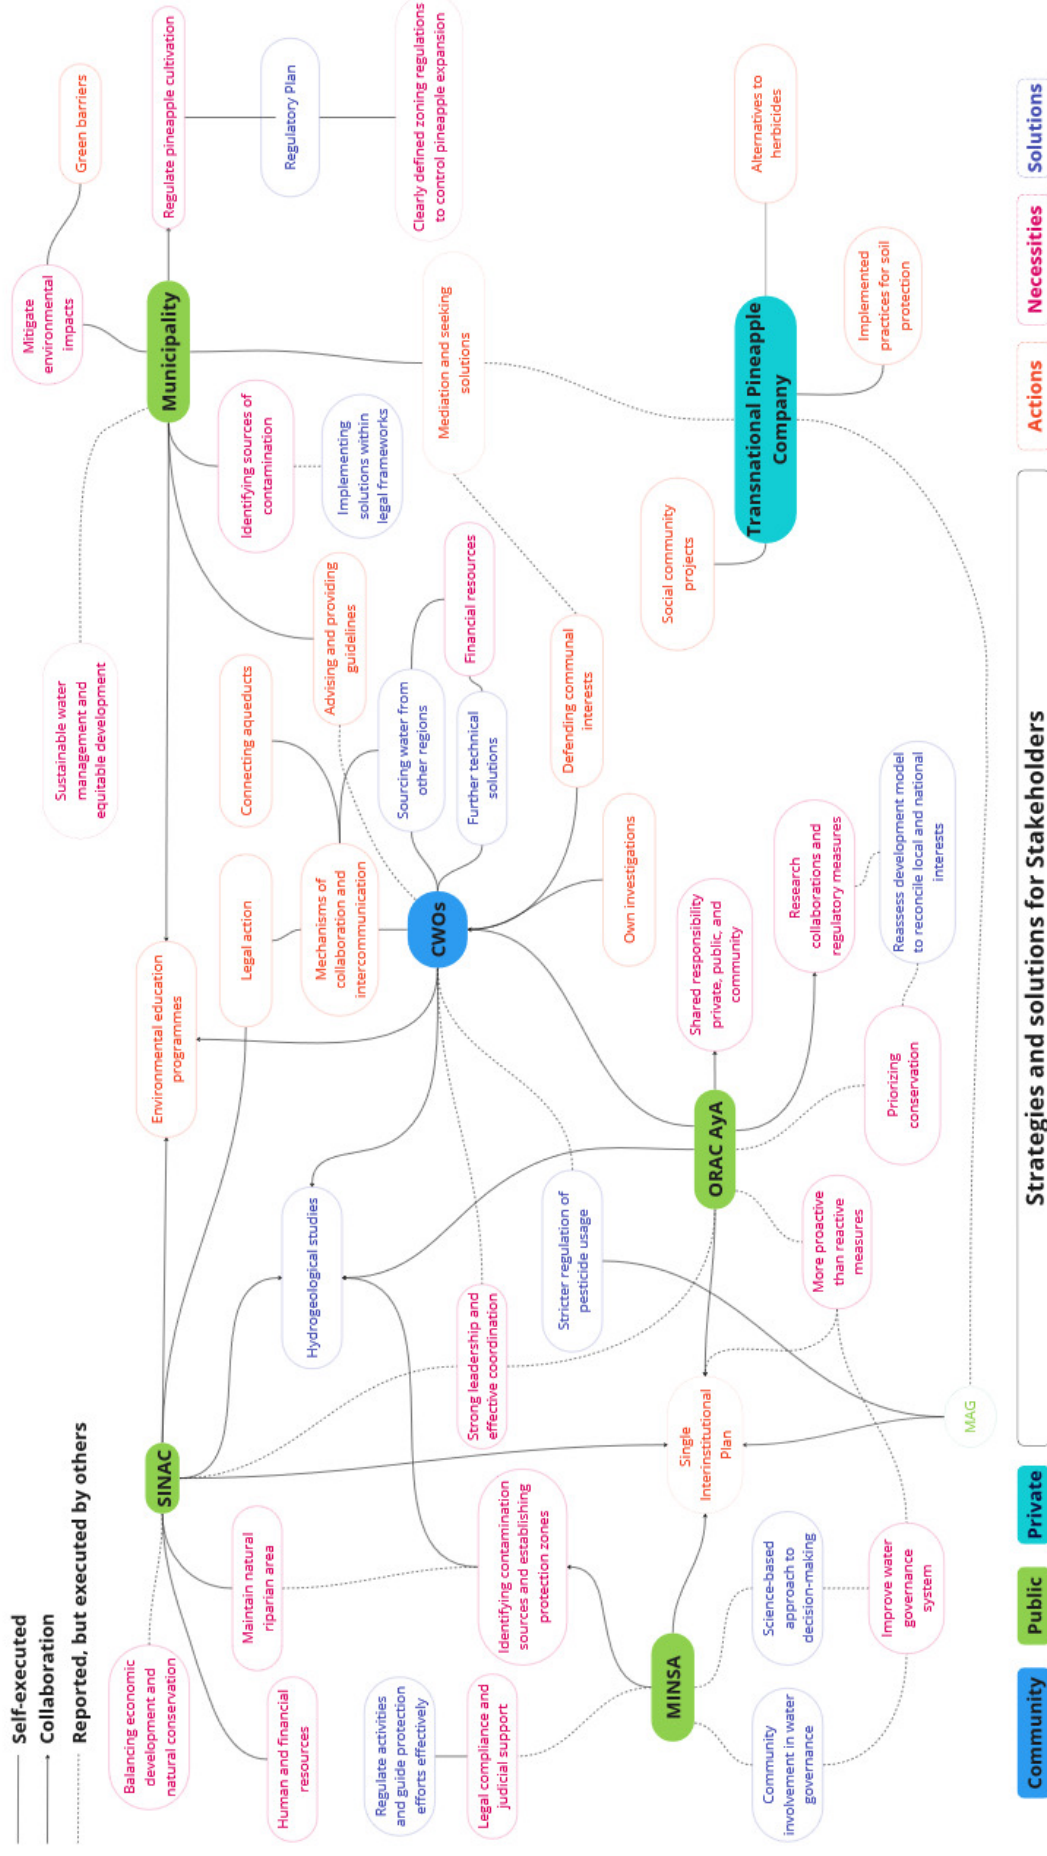 Self-executed
Collaboration
Reported, but executed by others
Balancing economic
development and
natural conservation
Human and financial
resources
Maintain natural
riparian area
SINAC
Regulate activities
and guide protection
efforts effectively
Legal compliance and
judicial support
Identifying contamination
sources and establishing
protection zones
MINSA
Community
involvement in water
governance
Science-based
approach to
decision-making
Improve water
governance
system
Environmental education
programmes
Hydrogeological studies
Strong leadership and
effective coordination
Stricter regulation of
pesticide usage
Single
Interinstitutional
Plan
More proactive
than reactive
measures
MAG
ORAC AyA
Shared responsibility
private, public, and
community
Research
collaborations and
regulatory measures
Prioritizing
conservation
Reassess development model
to reconcile local and national
interests
Legal action
Connecting aqueducts
Mechanisms of
collaboration and
intercommunication
CWOs
Advising and providing
guidelines
Sourcing water from
other regions
Further technical
solutions
Financial resources
Defending communal
interests
Own investigations
Sustainable water
management and
equitable development
Mitigate
environmental
impacts
Green barriers
Municipality
Regulate pineapple cultivation
Regulatory Plan
Clearly defined zoning regulations
to control pineapple expansion
Identifying sources of
contamination
Implementing
solutions within
legal frameworks
Mediation and seeking
solutions
Social community
projects
Transnational Pineapple
Company
Alternatives to
herbicides
Implemented
practices for soil
protection
Community
Public
Private
Strategies and solutions for Stakeholders
Actions
Necessities
Solutions